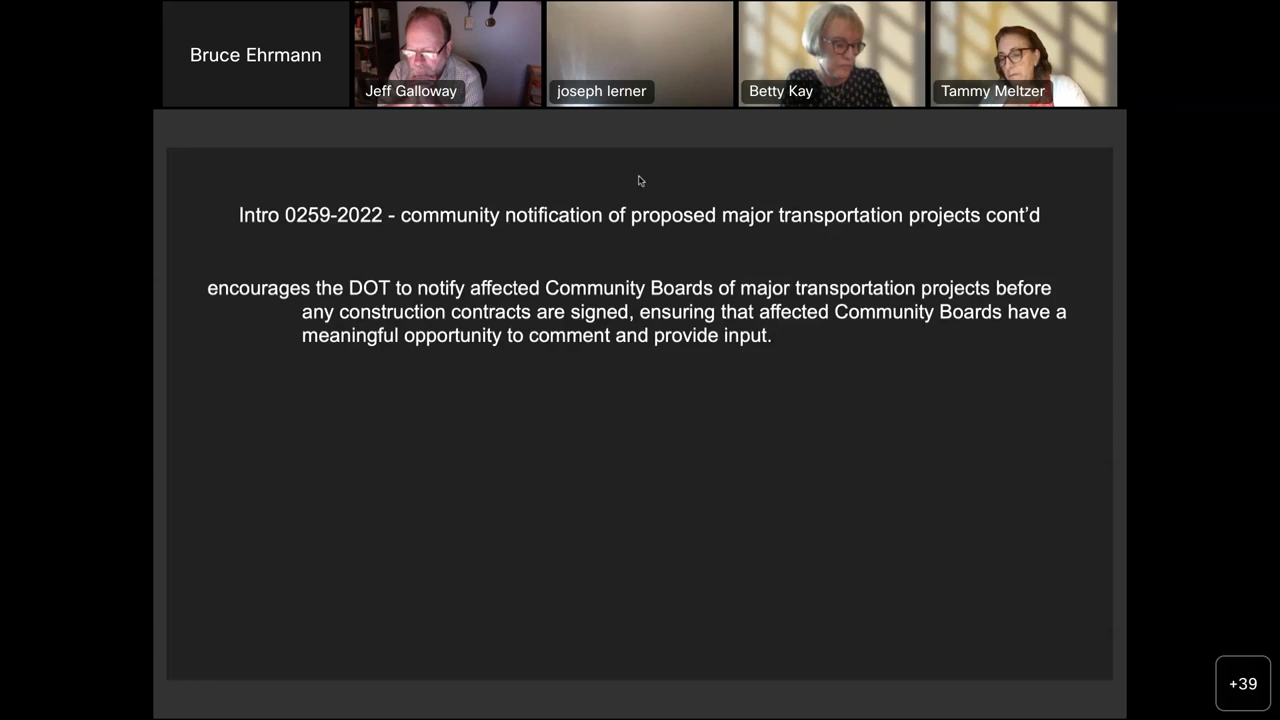 Bruce Ehrmann
Jeff Galloway
joseph lerner
Betty Kay
Tammy Meltzer
Intro 0259-2022 - community notification of proposed major transportation projects cont’d
encourages the DOT to notify affected Community Boards of major transportation projects before
any construction contracts are signed, ensuring that affected Community Boards have a
meaningful opportunity to comment and provide input.
+39